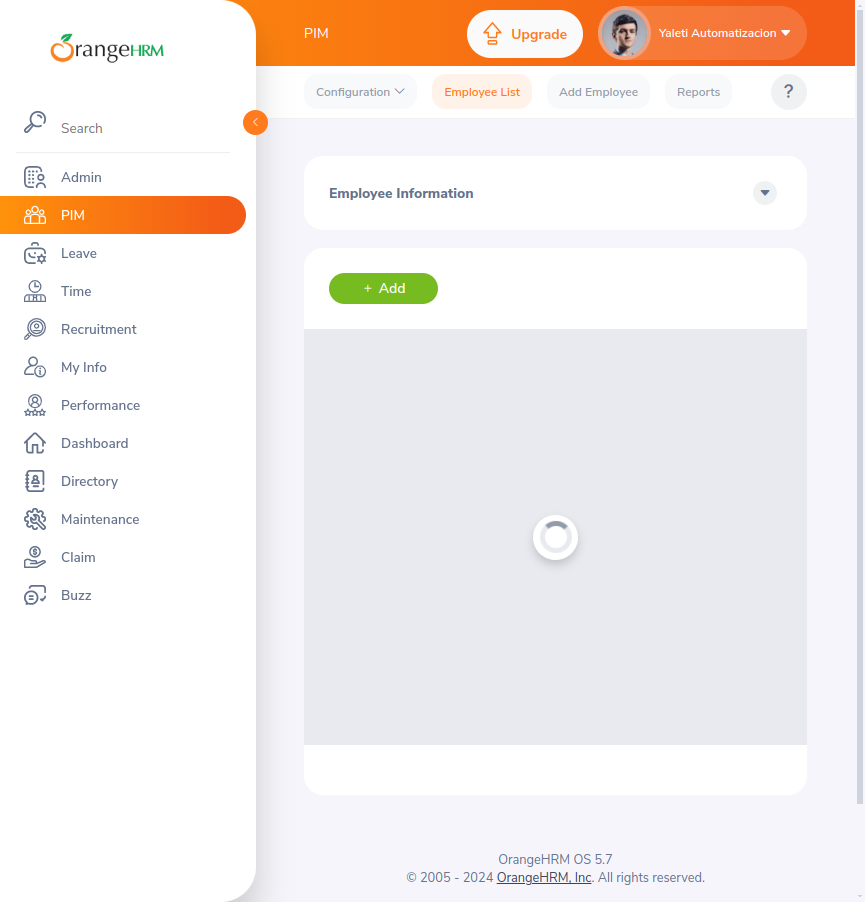 OrangeHRM
Search
Admin
PIM
Leave
Time
Recruitment
My Info
Performance
Dashboard
Directory
Maintenance
Claim
Buzz
PIM
Upgrade
Yaleti Automatizacion
Configuration
Employee List
Add Employee
Reports
?
Employee Information
+ Add
OrangeHRM OS 5.7
© 2005 - 2024 OrangeHRM, Inc. All rights reserved.